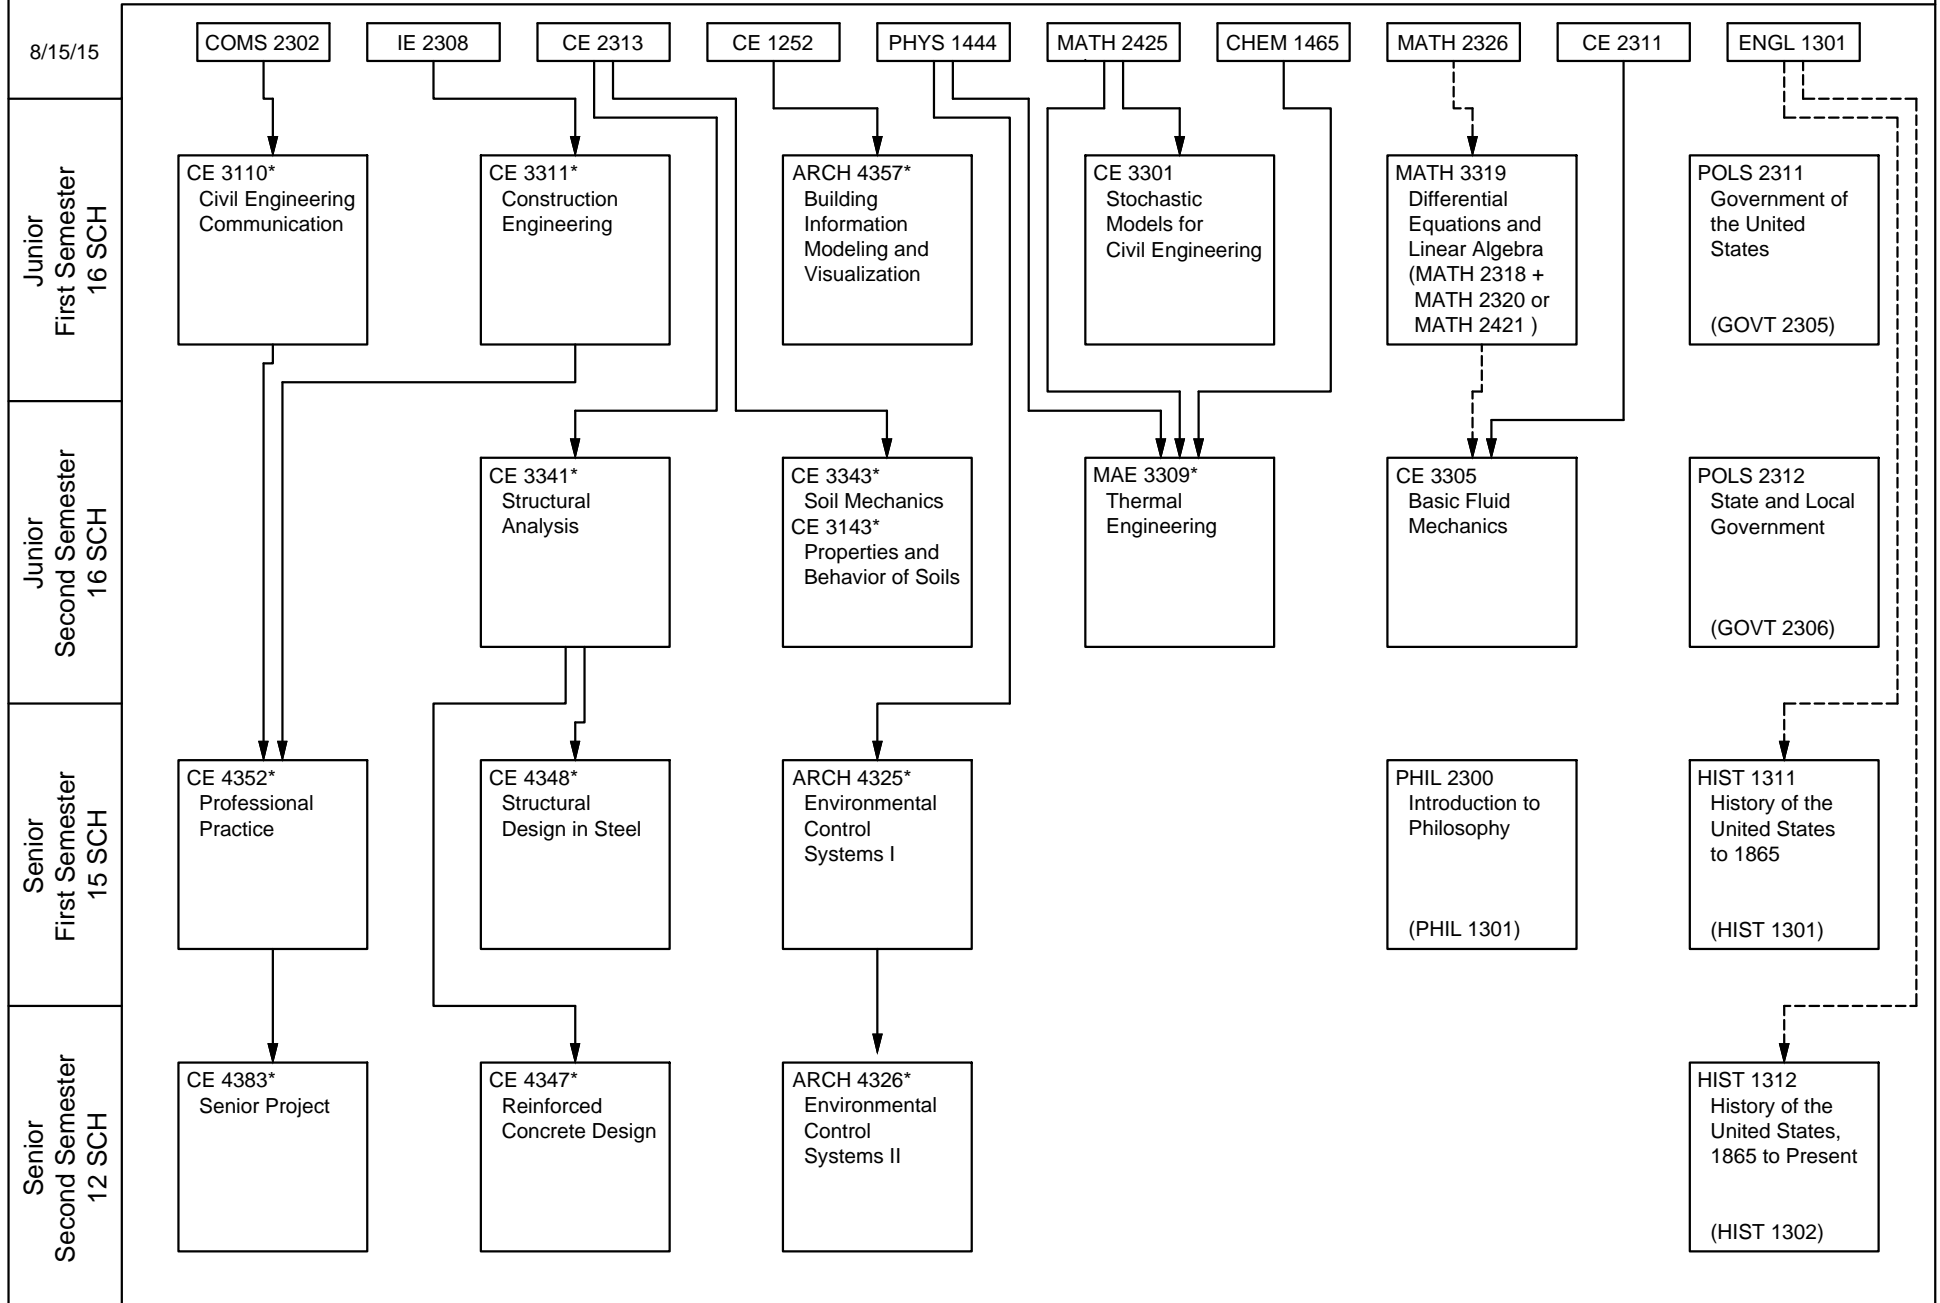 8/15/15
COMS 2302
IE 2308
CE 2313
CE 1252
PHYS 1444
MATH 2425
CHEM 1465
MATH 2326
CE 2311
ENGL 1301
Junior
First Semester
16 SCH
CE 3110*
Civil Engineering
Communication
CE 3311*
Construction
Engineering
ARCH 4357*
Building
Information
Modeling and
Visualization
CE 3301
Stochastic
Models for
Civil Engineering
MATH 3319
Differential
Equations and
Linear Algebra
(MATH 2318 +
MATH 2320 or
MATH 2421 )
POLS 2311
Government of
the United
States
(GOVT 2305)
Junior
Second Semester
16 SCH
CE 3341*
Structural
Analysis
CE 3343*
Soil Mechanics
CE 3143*
Properties and
Behavior of Soils
MAE 3309*
Thermal
Engineering
CE 3305
Basic Fluid
Mechanics
POLS 2312
State and Local
Government
(GOVT 2306)
Senior
First Semester
15 SCH
CE 4352*
Professional
Practice
CE 4348*
Structural
Design in Steel
ARCH 4325*
Environmental
Control
Systems I
PHIL 2300
Introduction to
Philosophy
(PHIL 1301)
HIST 1311
History of the
United States
to 1865
(HIST 1301)
Senior
Second Semester
12 SCH
CE 4383*
Senior Project
CE 4347*
Reinforced
Concrete Design
ARCH 4326*
Environmental
Control
Systems II
HIST 1312
History of the
United States,
1865 to Present
(HIST 1302)